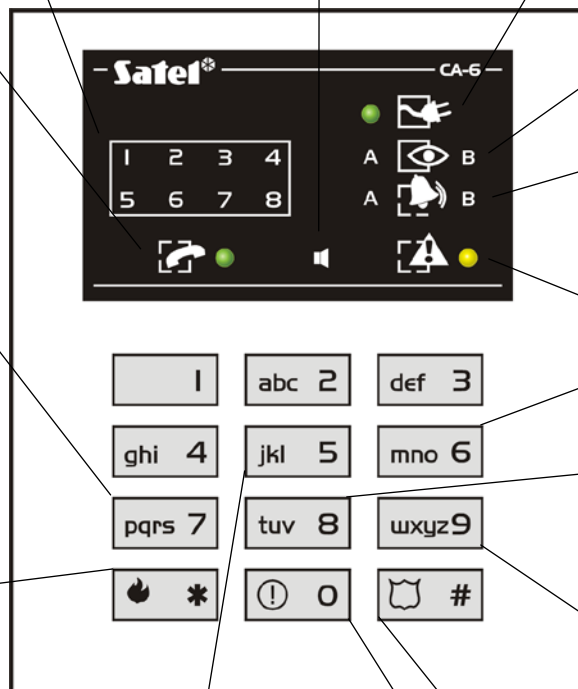 Satel CA-6
1 2 3 4 A B
5 6 7 8 A B
1 abc 2 def 3
ghi 4 jkl 5 mno 6
pqrs 7 tuv 8 wxyz9
* 0 #